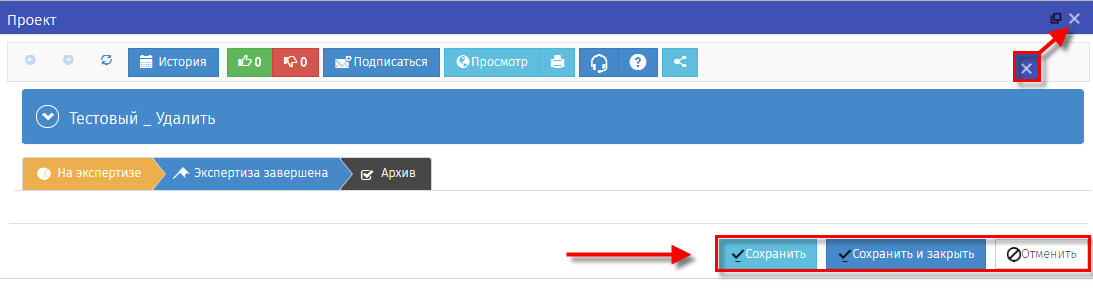 Проект
История 0 0 Подписаться Просмотр
Тестовый _ Удалить
На экспертизе Экспертиза завершена Архив
Сохранить Сохранить и закрыть Отменить